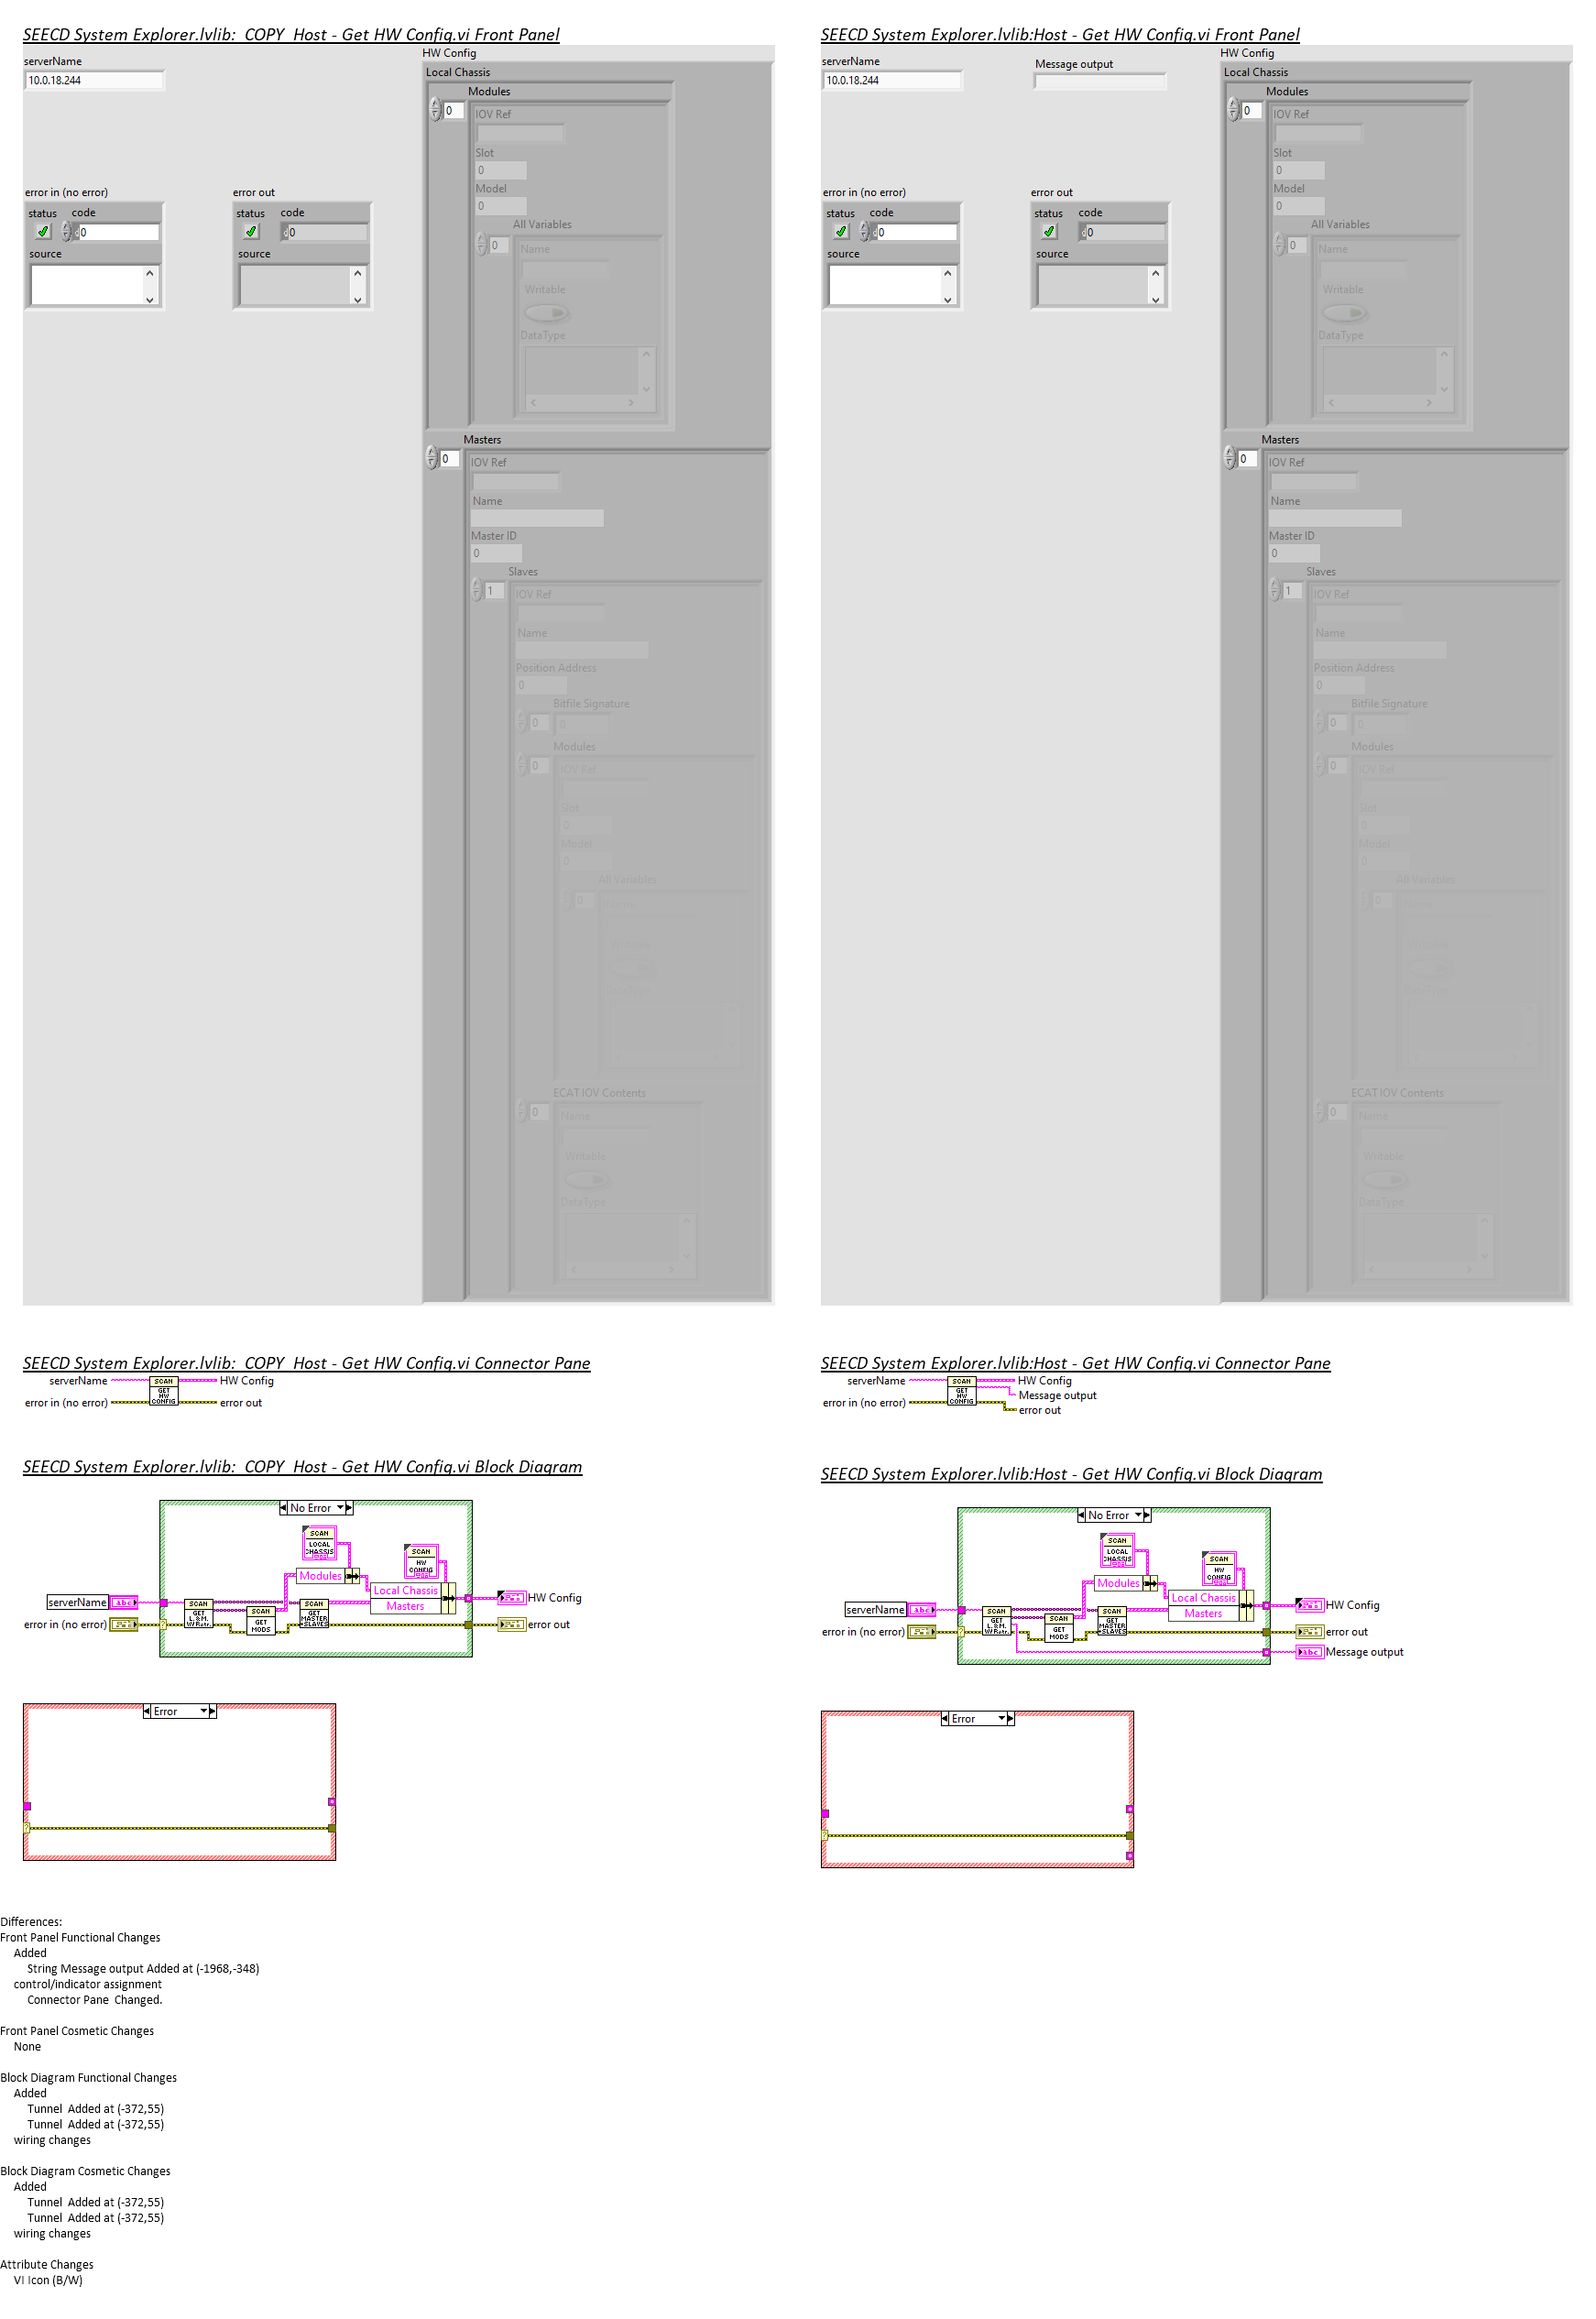 SEECD System Explorer.lvlib:  COPY  Host - Get HW Config.vi Front Panel
serverName
10.0.18.244
error in (no error)
status code
0
source
error out
status code
0
source
HW Config
Local Chassis
Modules
0
IOV Ref
Slot
0
Model
0
All Variables
0
Name
Writable
DataType
Masters
0
IOV Ref
Name
Master ID
0
Slaves
1
IOV Ref
Name
Position Address
0
Bitfile Signature
0
0
Modules
0
IOV Ref
Slot
0
Model
0
All Variables
0
Name
ECAT IOV Contents
0
Name
Writable
DataType
SEECD System Explorer.lvlib:Host - Get HW Config.vi Front Panel
serverName
10.0.18.244
Message output
error in (no error)
status code
0
source
error out
status code
0
source
HW Config
Local Chassis
Modules
0
IOV Ref
Slot
0
Model
0
All Variables
0
Name
Writable
DataType
Masters
0
IOV Ref
Name
Master ID
0
Slaves
1
IOV Ref
Name
Position Address
0
Bitfile Signature
0
0
Modules
0
IOV Ref
Slot
0
Model
0
All Variables
0
Name
ECAT IOV Contents
0
Name
Writable
DataType
SEECD System Explorer.lvlib:  COPY  Host - Get HW Config.vi Connector Pane
serverName
error in (no error)
SCAN
GET
HW
CONFIG
HW Config
error out
SEECD System Explorer.lvlib:Host - Get HW Config.vi Connector Pane
serverName
error in (no error)
SCAN
GET
HW
CONFIG
HW Config
Message output
error out
SEECD System Explorer.lvlib:  COPY  Host - Get HW Config.vi Block Diagram
No Error
SCAN
LOCAL
CHASSIS
SCAN
HW
CONFIG
Modules
Local Chassis
Masters
serverName
abc
error in (no error)
SCAN
GET
L. & M.
SCAN
GET
MODS
SCAN
GET
MASTER
+SLAVES
HW Config
error out
Error
SEECD System Explorer.lvlib:Host - Get HW Config.vi Block Diagram
No Error
SCAN
LOCAL
CHASSIS
SCAN
HW
CONFIG
Modules
Local Chassis
Masters
serverName
abc
error in (no error)
SCAN
GET
L. & M.
SCAN
GET
MODS
SCAN
GET
MASTER
+SLAVES
HW Config
error out
abc
Message output
Error
Differences:
Front Panel Functional Changes
Added
String Message output Added at (-1968,-348)
control/indicator assignment
Connector Pane  Changed.
Front Panel Cosmetic Changes
None
Block Diagram Functional Changes
Added
Tunnel  Added at (-372,55)
Tunnel  Added at (-372,55)
wiring changes
Block Diagram Cosmetic Changes
Added
Tunnel  Added at (-372,55)
Tunnel  Added at (-372,55)
wiring changes
Attribute Changes
VI Icon (B/W)